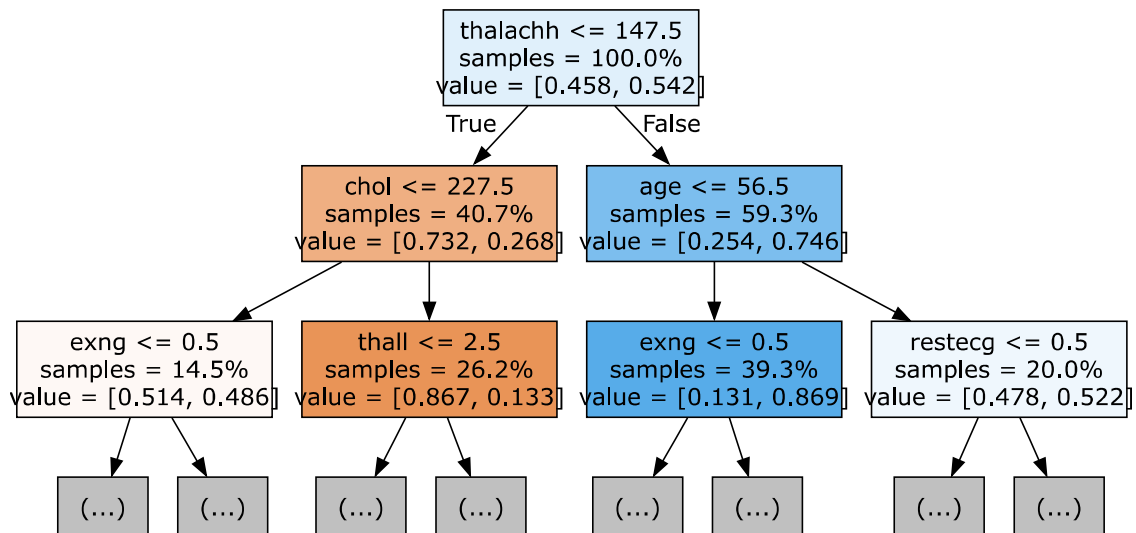 thalachh <= 147.5
samples = 100.0%
value = [0.458, 0.542]
True
False
chol <= 227.5
samples = 40.7%
value = [0.732, 0.268]
age <= 56.5
samples = 59.3%
value = [0.254, 0.746]
exng <= 0.5
samples = 14.5%
value = [0.514, 0.486]
thall <= 2.5
samples = 26.2%
value = [0.867, 0.133]
exng <= 0.5
samples = 39.3%
value = [0.131, 0.869]
restecg <= 0.5
samples = 20.0%
value = [0.478, 0.522]
(...)
(...)
(...)
(...)
(...)
(...)
(...)
(...)